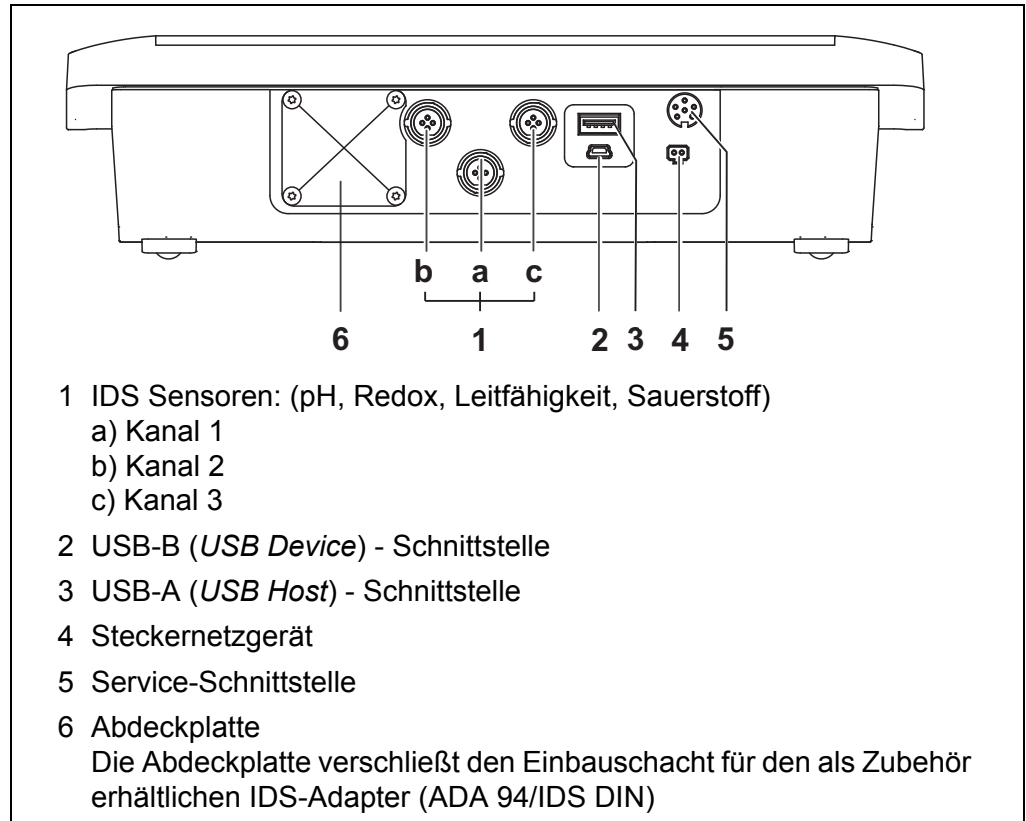 b a c
6 1 2 3 4 5
1 IDS Sensoren: (pH, Redox, Leitfähigkeit, Sauerstoff)
a) Kanal 1
b) Kanal 2
c) Kanal 3
2 USB-B (USB Device) - Schnittstelle
3 USB-A (USB Host) - Schnittstelle
4 Steckernetzgerät
5 Service-Schnittstelle
6 Abdeckplatte
Die Abdeckplatte verschließt den Einbauschacht für den als Zubehör
erhältlichen IDS-Adapter (ADA 94/IDS DIN)